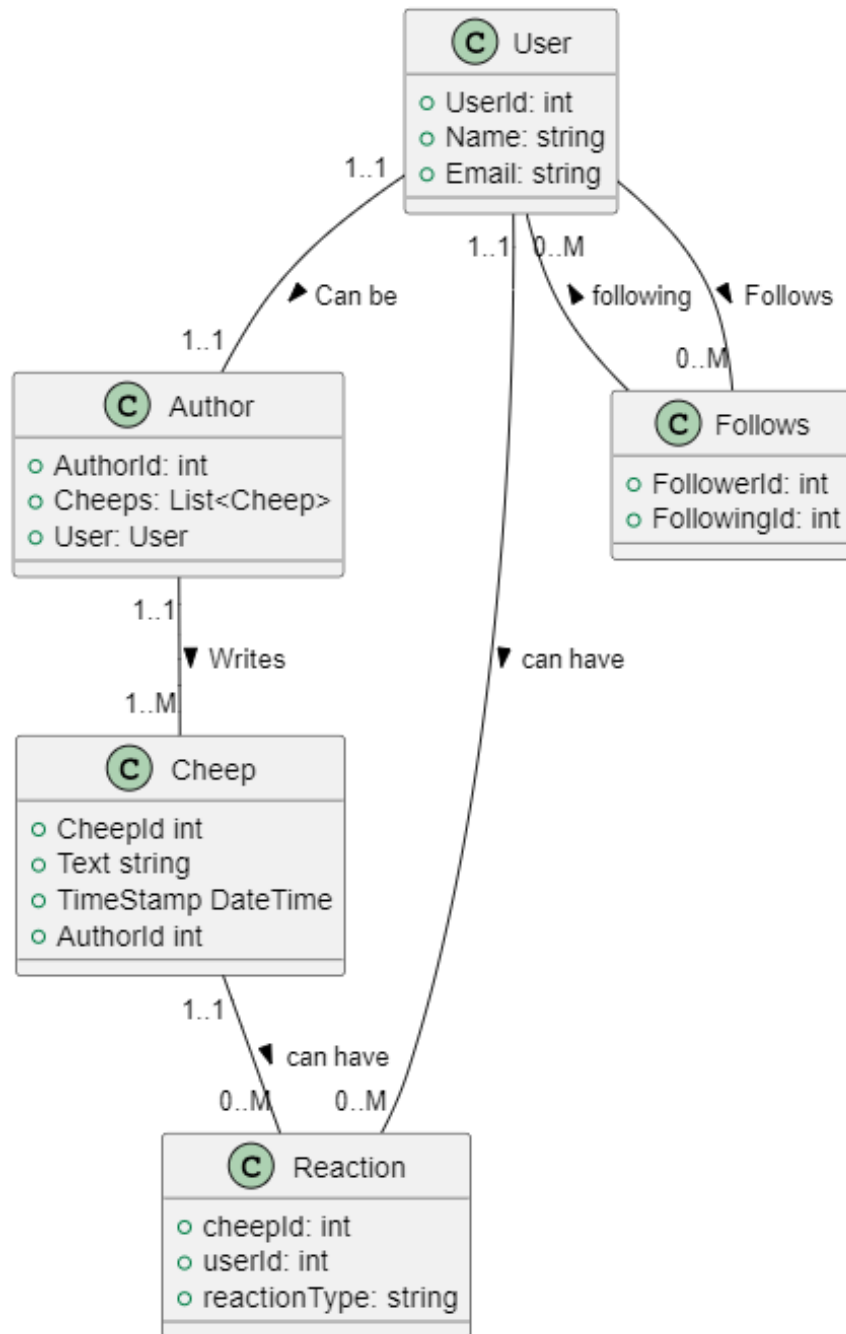 C User
UserId: int
Name: string
Email: string
1..1
1..1 0..M
Can be
following
Follows
1..1
0..M
C Author
AuthorId: int
Cheeps: List<Cheep>
User: User
C Follows
FollowerId: int
FollowingId: int
1..1
Writes
can have
1..M
C Cheep
CheepId int
Text string
TimeStamp DateTime
AuthorId int
1..1
can have
0..M
0..M
C Reaction
cheepId: int
userId: int
reactionType: string